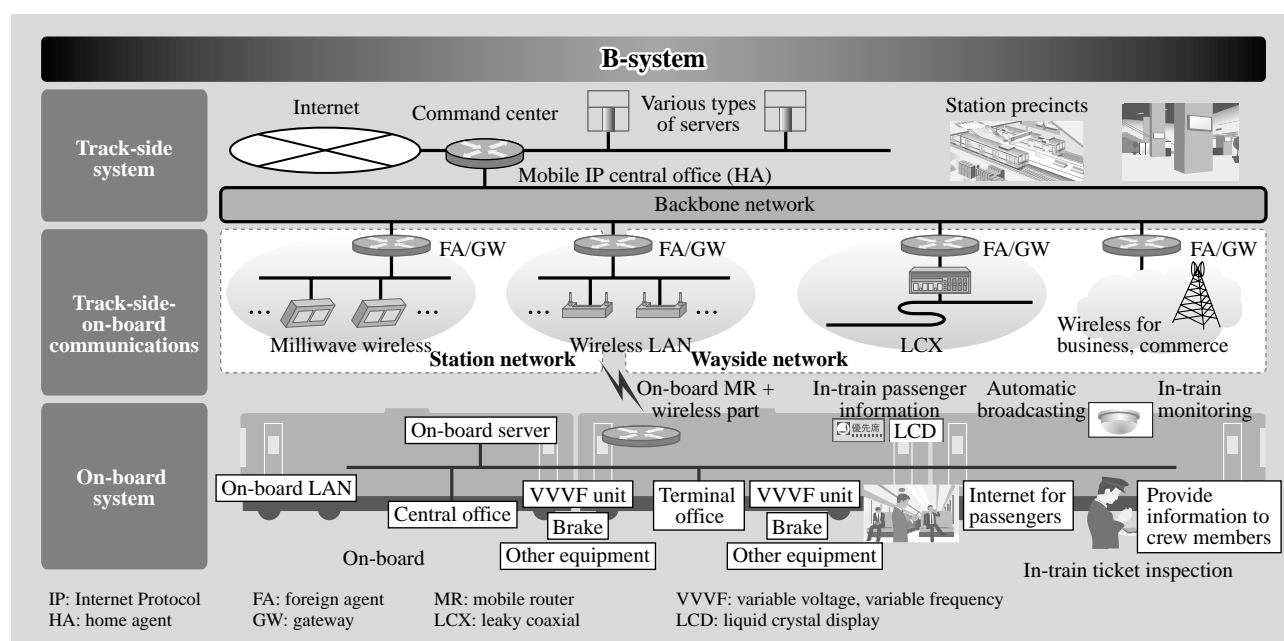 B-system
Track-side
system
Internet
Command center
Various types
of servers
Station precincts
Mobile IP central office (HA)
Backbone network
Track-side-
on-board
communications
FA/GW
FA/GW
FA/GW
FA/GW
...
...
...
...
Milliwave wireless
Wireless LAN
LCX
Wireless for
business, commerce
Station network
Wayside network
On-board
system
On-board MR +
wireless part
In-train passenger
information
Automatic
broadcasting
In-train
monitoring
On-board server
優先席
LCD
On-board LAN
Central office
VVVF unit
Brake
Other equipment
Terminal
office
VVVF unit
Brake
Other equipment
Internet for
passengers
Provide
information to
crew members
On-board
In-train ticket inspection
IP: Internet Protocol
FA: foreign agent
MR: mobile router
VVVF: variable voltage, variable frequency
HA: home agent
GW: gateway
LCX: leaky coaxial
LCD: liquid crystal display